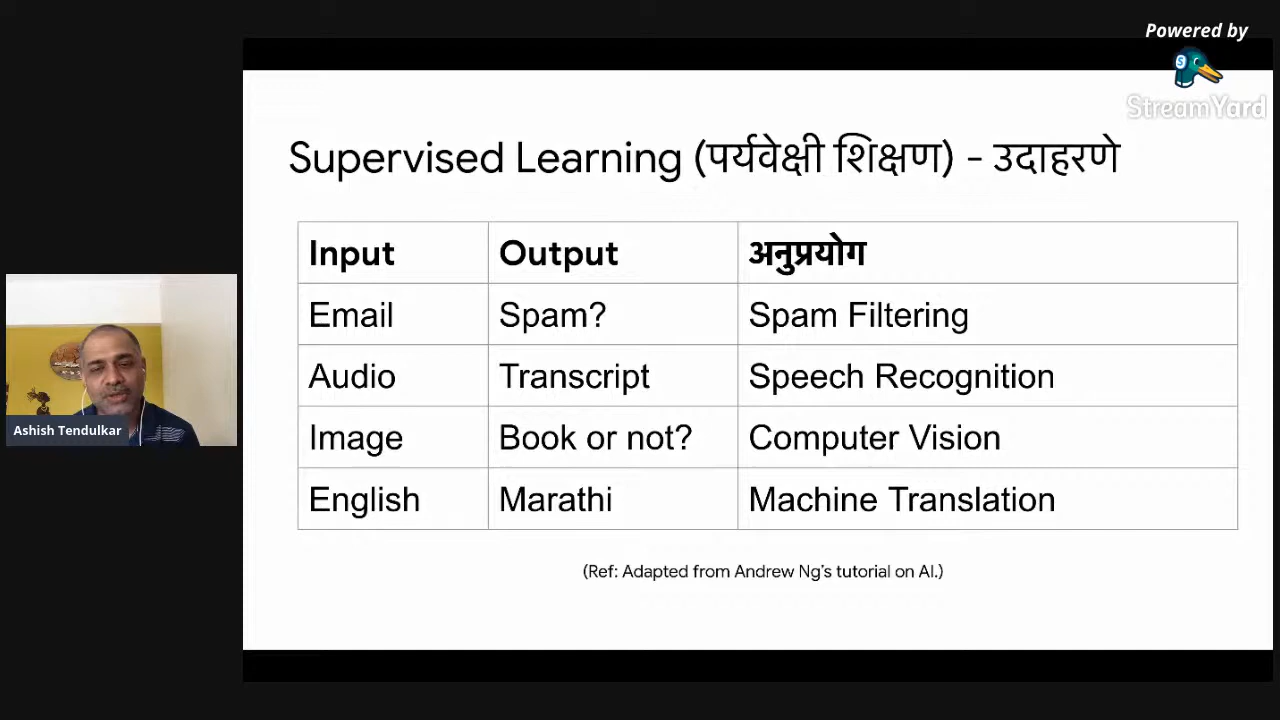 Powered by
StreamYard
Supervised Learning (पर्यवेक्षी शिक्षण) - उदाहरणे
Input Output अनुप्रयोग
Email Spam? Spam Filtering
Audio Transcript Speech Recognition
Image Book or not? Computer Vision
English Marathi Machine Translation
(Ref: Adapted from Andrew Ng's tutorial on AI.)
Ashish Tendulkar